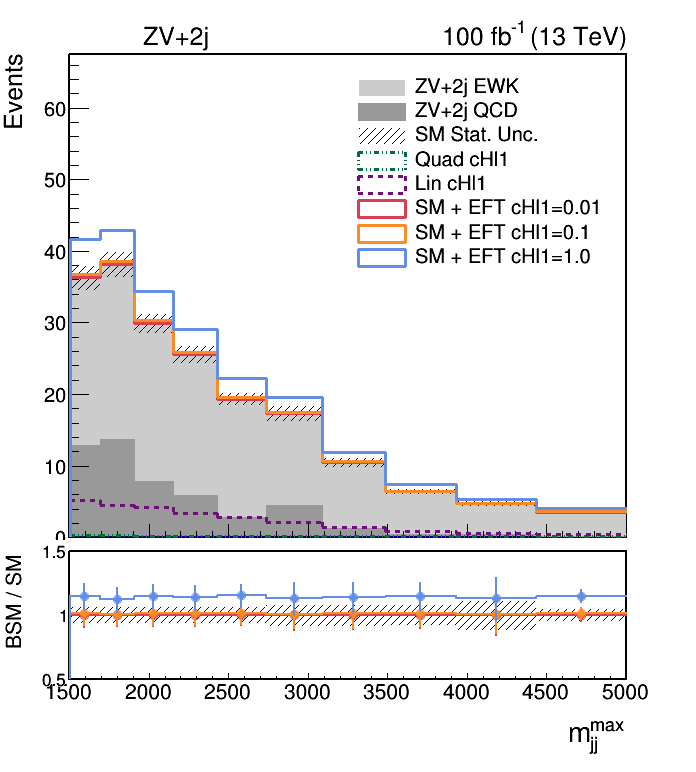 ZV+2j 100 fb-1 (13 TeV)
Events
ZV+2j EWK
ZV+2j QCD
SM Stat. Unc.
Quad cHl1
Lin cHl1
SM + EFT cHl1=0.01
SM + EFT cHl1=0.1
SM + EFT cHl1=1.0
60
50
40
30
20
10
0
BSM / SM
1.5
1
0.5
1500 2000 2500 3000 3500 4000 4500 5000
m_jj^max